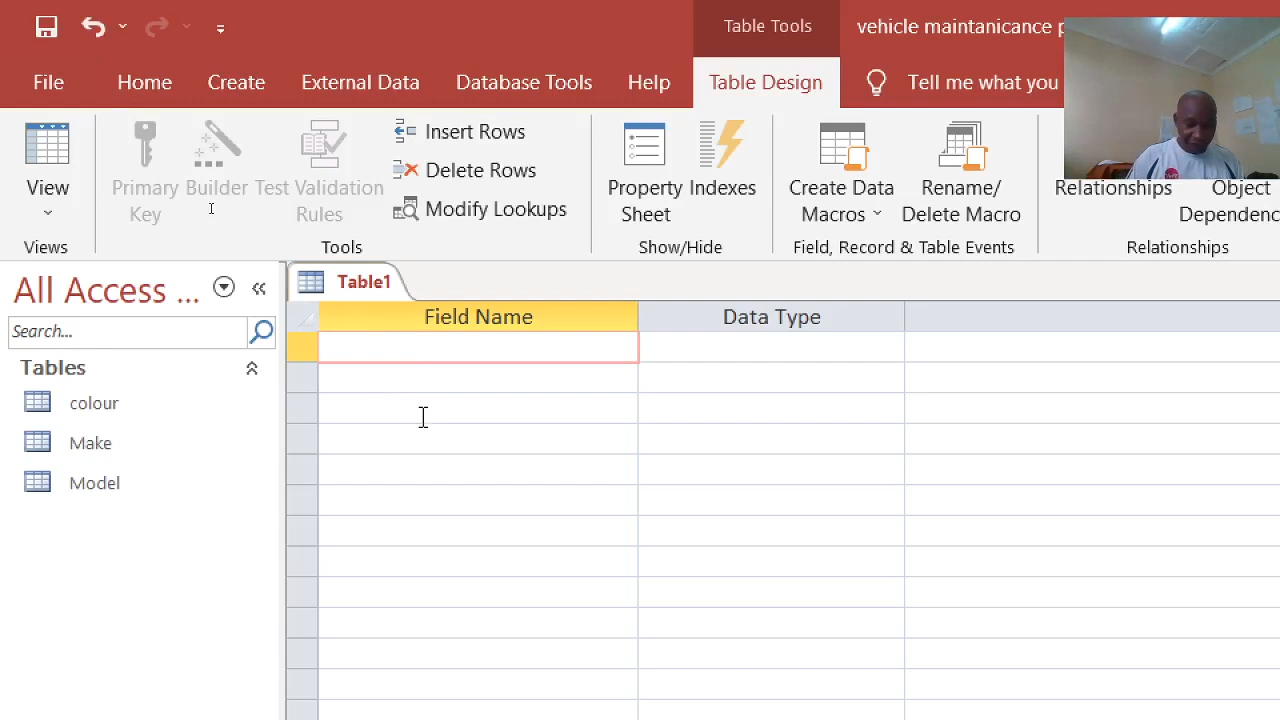 Table Tools
vehicle maintanicance p
File
Home
Create
External Data
Database Tools
Help
Table Design
Tell me what you
View
Primary Key
Builder
Test Validation Rules
Insert Rows
Delete Rows
Modify Lookups
Property Sheet
Indexes
Create Data Macros
Rename/ Delete Macro
Relationships
Object Dependenc
Views
Tools
Show/Hide
Field, Record & Table Events
Relationships
All Access ...
Search...
Tables
colour
Make
Model
Table1
Field Name
Data Type